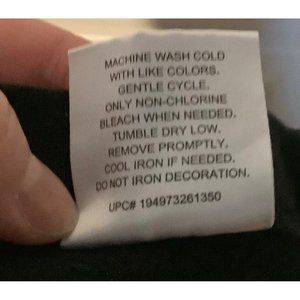 MACHINE WASH COLD
WITH LIKE COLORS.
GENTLE CYCLE.
ONLY NON-CHLORINE
BLEACH WHEN NEEDED.
TUMBLE DRY LOW.
REMOVE PROMPTLY.
COOL IRON IF NEEDED.
DO NOT IRON DECORATION.
UPC# 194973261350